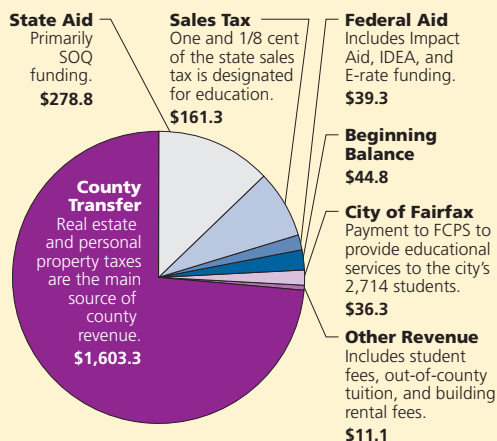 State Aid
Primarily
SOQ
funding.
$278.8
Sales Tax
One and 1/8 cent
of the state sales
tax is designated
for education.
$161.3
Federal Aid
Includes Impact
Aid, IDEA, and
E-rate funding.
$39.3
Beginning
Balance
$44.8
City of Fairfax
Payment to FCPS to
provide educational
services to the city's
2,714 students.
$36.3
Other Revenue
Includes student
fees, out-of-county
tuition, and building
rental fees.
$11.1
County
Transfer
Real estate
and personal
property taxes
are the main
source of
county
revenue.
$1,603.3